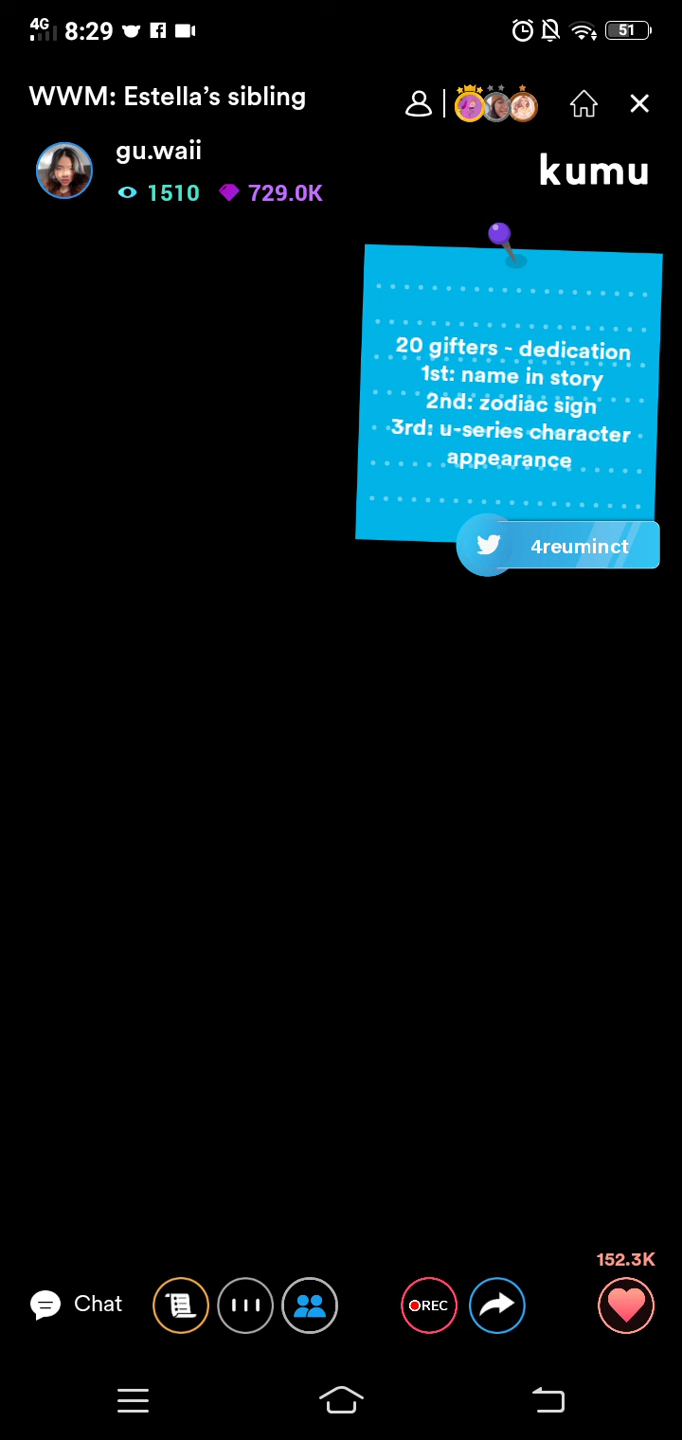 4G 8:29 51
WWM: Estella's sibling
gu.waii
1510 729.0K
kumu
20 gifters - dedication
1st: name in story
2nd: zodiac sign
3rd: u-series character
appearance
4reuminct
152.3K
Chat
REC